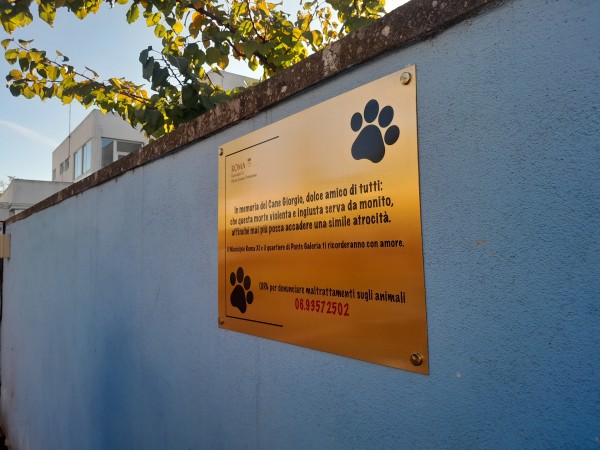 ROMA
In memoria del Cane Giorgio, dolce amico di tutti:
che questa morte violenta e ingiusta serva da monito,
affinché mai più possa accadere una simile atrocità.
Il Municipio Roma XI e il quartiere di Ponte Galeria ti ricorderanno con amore.
per denunciare maltrattamenti sugli animali
06.93572502